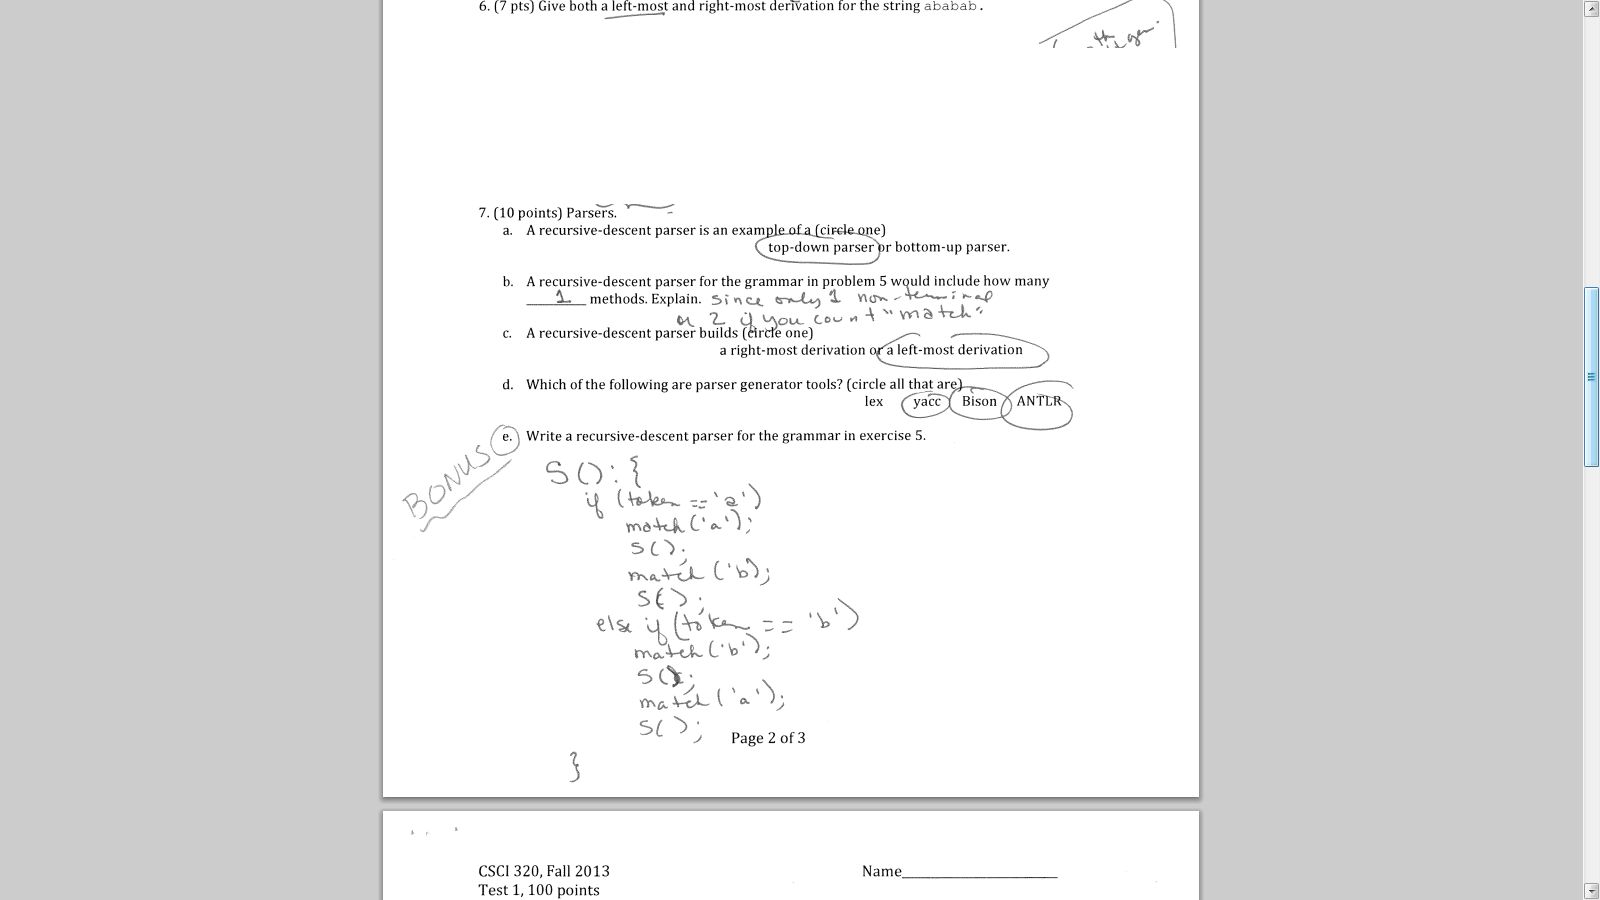 6. (7 pts) Give both a left-most and right-most derivation for the string ababab.
7. (10 points) Parsers.
a. A recursive-descent parser is an example of a (circle one)
top-down parser or bottom-up parser.
b. A recursive-descent parser for the grammar in problem 5 would include how many
1 methods. Explain. since only 1 non-terminal
or 2 if you count "match"
c. A recursive-descent parser builds (circle one)
a right-most derivation or a left-most derivation
d. Which of the following are parser generator tools? (circle all that are)
lex yacc Bison ANTLR
BONUS e. Write a recursive-descent parser for the grammar in exercise 5.
S(): {
if (token == 'a')
match('a');
S();
match('b);
S();
else if (token == 'b')
match('b');
S();
match('a');
S();
Page 2 of 3
}
CSCI 320, Fall 2013 Name
Test 1, 100 points